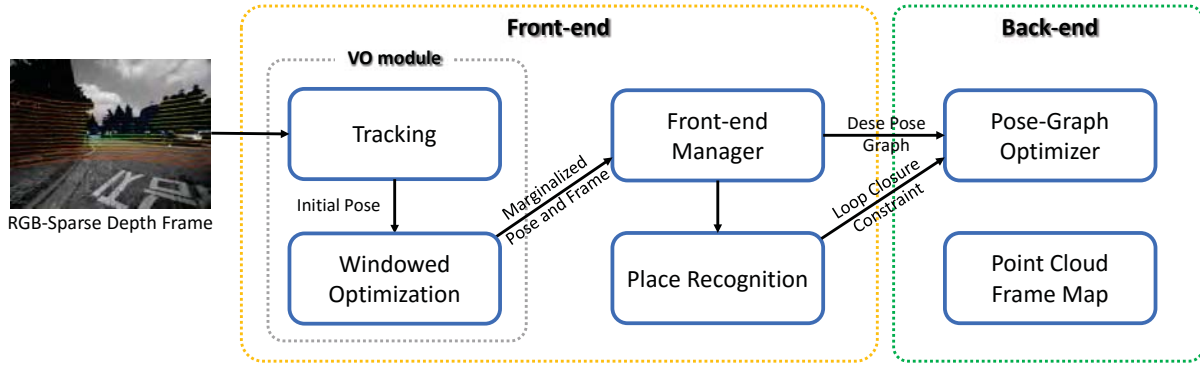 Front-end
Back-end
VO module
Tracking
Front-end
Manager
Dese Pose
Graph
Pose-Graph
Optimizer
RGB-Sparse Depth Frame
Initial Pose
Marginalized
Pose and Frame
Loop Closure
Constraint
Windowed
Optimization
Place Recognition
Point Cloud
Frame Map